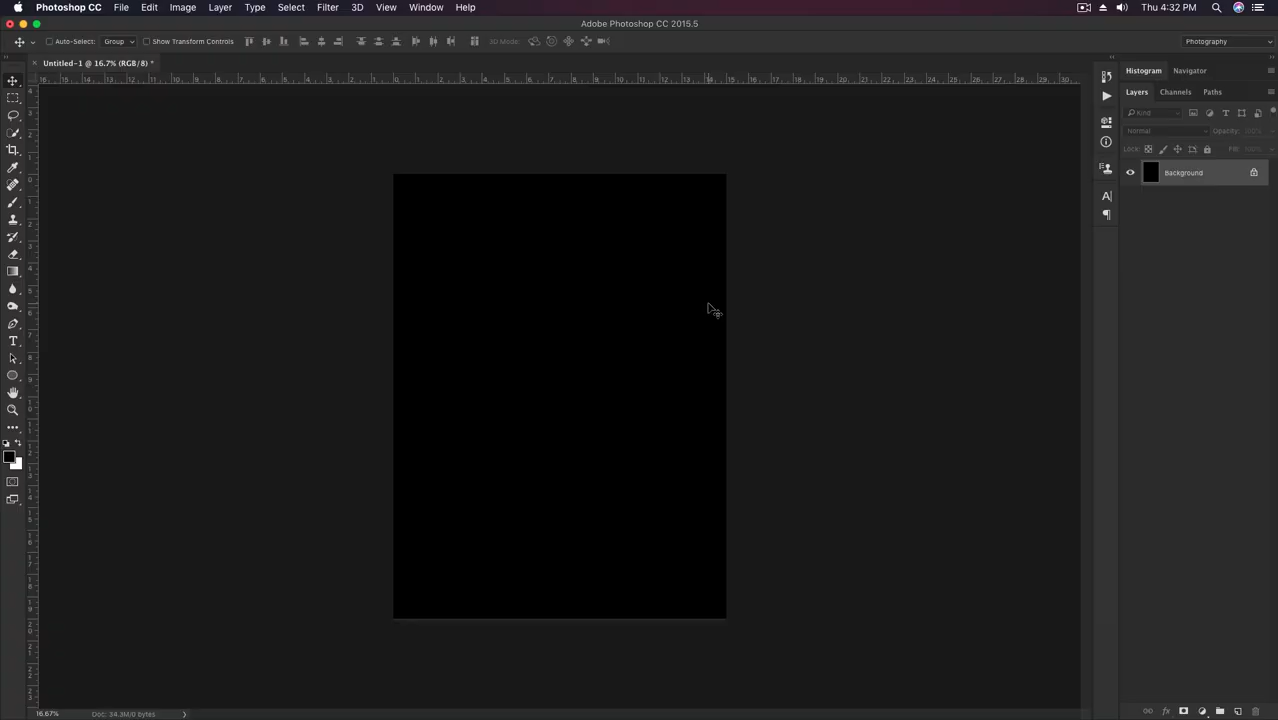 Photoshop CC File Edit Image Layer Type Select Filter 3D View Window Help Thu 4:32 PM
Adobe Photoshop CC 2015.5
Auto-Select: Group Show Transform Controls 3D Mode: Photography
Untitled-1 @ 16.7% (RGB/8) *
Histogram Navigator
Layers Channels Paths
Kind
Normal Opacity: 100%
Lock: Fill: 100%
Background
16.67% Doc: 34.3M/0 bytes